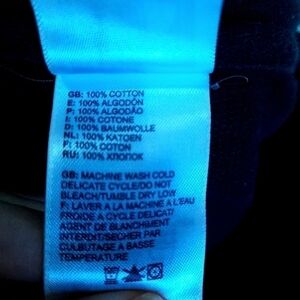 GB: 100% COTTON
E: 100% ALGODÓN
P: 100% ALGODÃO
I: 100% COTONE
D: 100% BAUMWOLLE
NL: 100% KATOEN
F: 100% COTON
RU: 100% ХЛОПОК
GB: MACHINE WASH COLD
DELICATE CYCLE/DO NOT
BLEACH/TUMBLE DRY LOW
F: LAVER A LA MACHINE A L'EAU
FROIDE A CYCLE DELICAT/
AGENT DE BLANCHIMENT
INTERDIT/SECHER PAR
CULBUTAGE A BASSE
TEMPERATURE